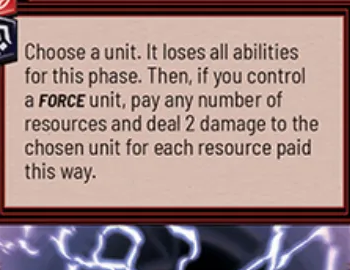 Choose a unit. It loses all abilities
for this phase. Then, if you control
a FORCE unit, pay any number of
resources and deal 2 damage to the
chosen unit for each resource paid
this way.